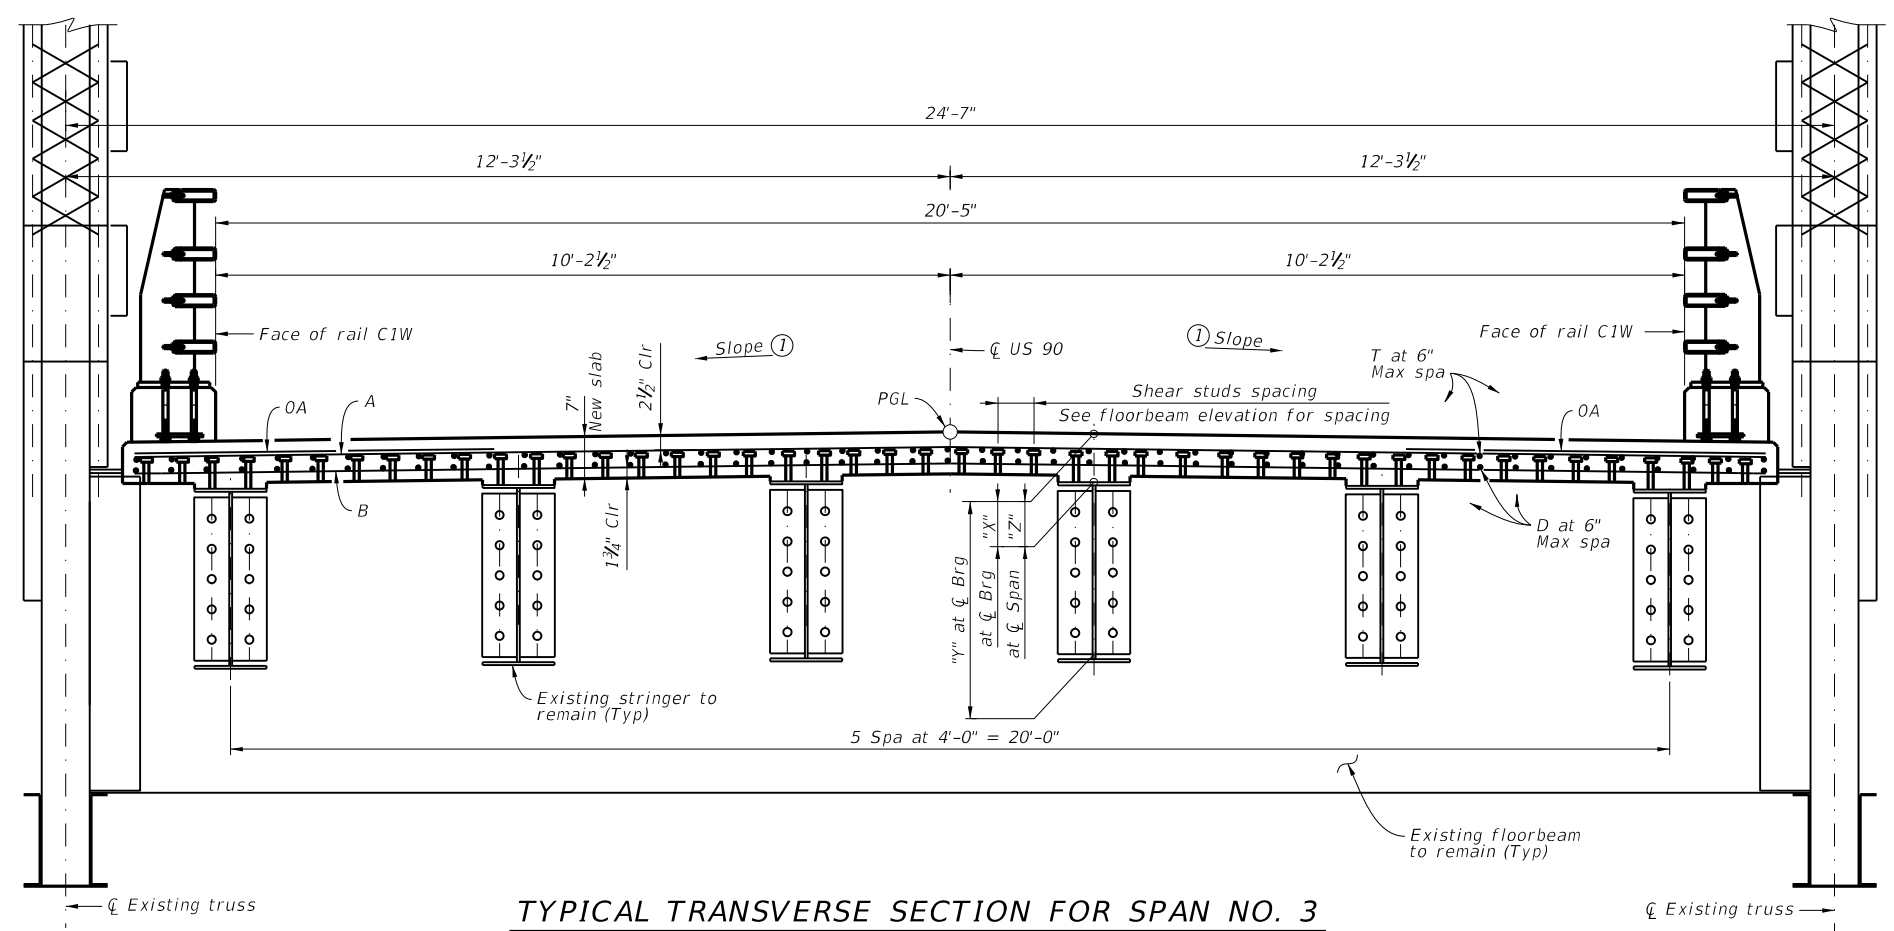 24'-7"
12'-3½"
12'-3½"
20'-5"
10'-2½"
10'-2½"
Face of rail C1W
Slope ①
℄ US 90
① Slope
Face of rail C1W
T at 6"
Max spa
7"
New slab
2½" Clr
PGL
Shear studs spacing
See floorbeam elevation for spacing
OA
A
OA
B
1¾" Clr
"Y" at ℄ Brg
"X"
at ℄ Brg
"Z"
at ℄ Span
D at 6"
Max spa
Existing stringer to
remain (Typ)
5 Spa at 4'-0" = 20'-0"
Existing floorbeam
to remain (Typ)
℄ Existing truss
℄ Existing truss
TYPICAL TRANSVERSE SECTION FOR SPAN NO. 3